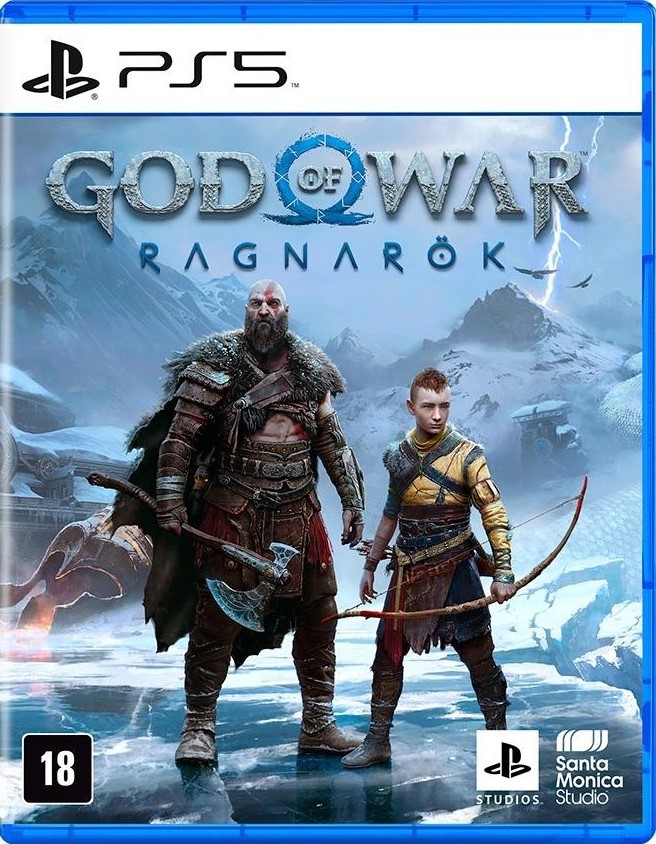 PS5
GOD OF WAR
RAGNARÖK
18
STUDIOS
Santa
Monica
Studio